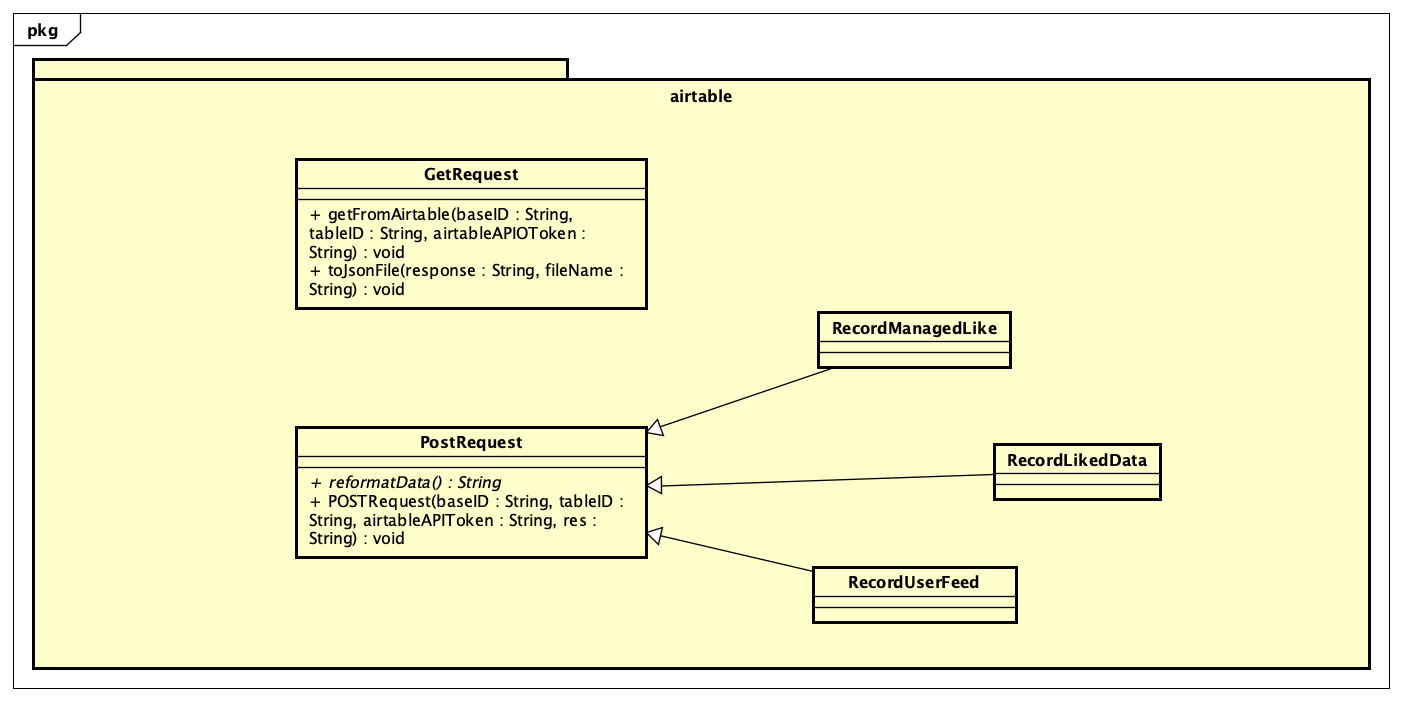 pkg
airtable
GetRequest
+ getFromAirtable(baseID : String,
tableID : String, airtableAPIOToken :
String) : void
+ toJsonFile(response : String, fileName :
String) : void
RecordManagedLike
PostRequest
+ reformatData() : String
+ POSTRequest(baseID : String, tableID :
String, airtableAPIToken : String, res :
String) : void
RecordLikedData
RecordUserFeed